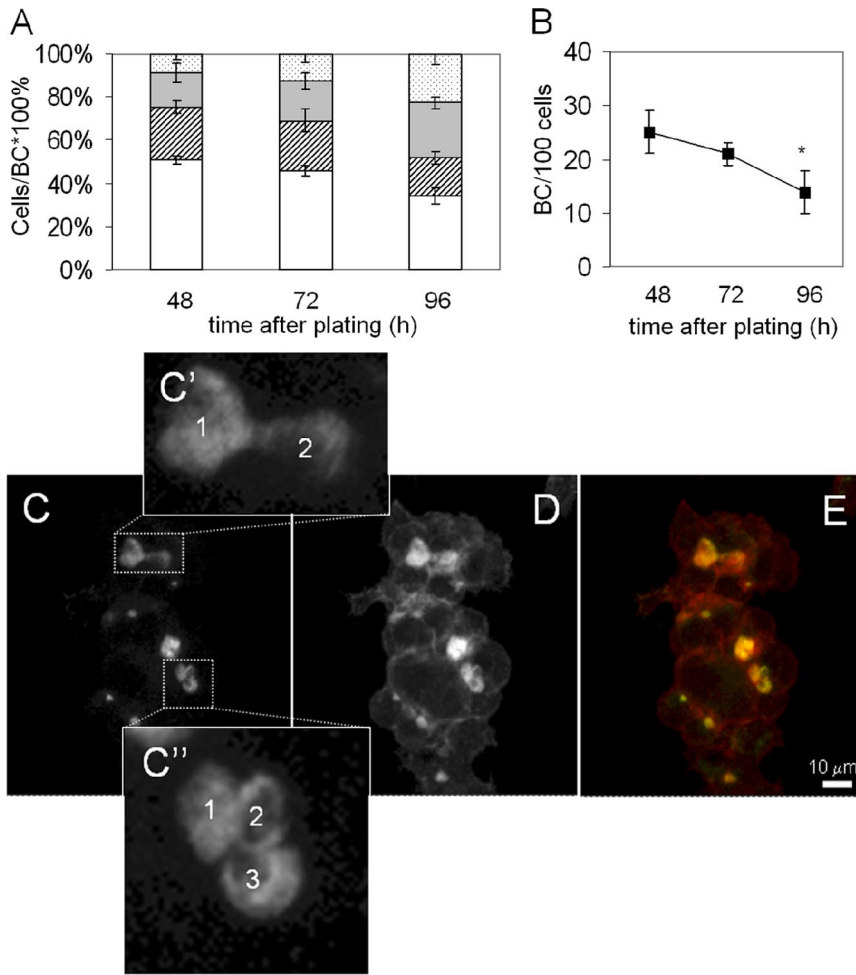 A
Cells/BC*100%
100%
80%
60%
40%
20%
0%
48 72 96
time after plating (h)
B
BC/100 cells
40
30
20
10
0
*
48 72 96
time after plating (h)
C'
1
2
C
D
E
10 μm
C"
1
2
3